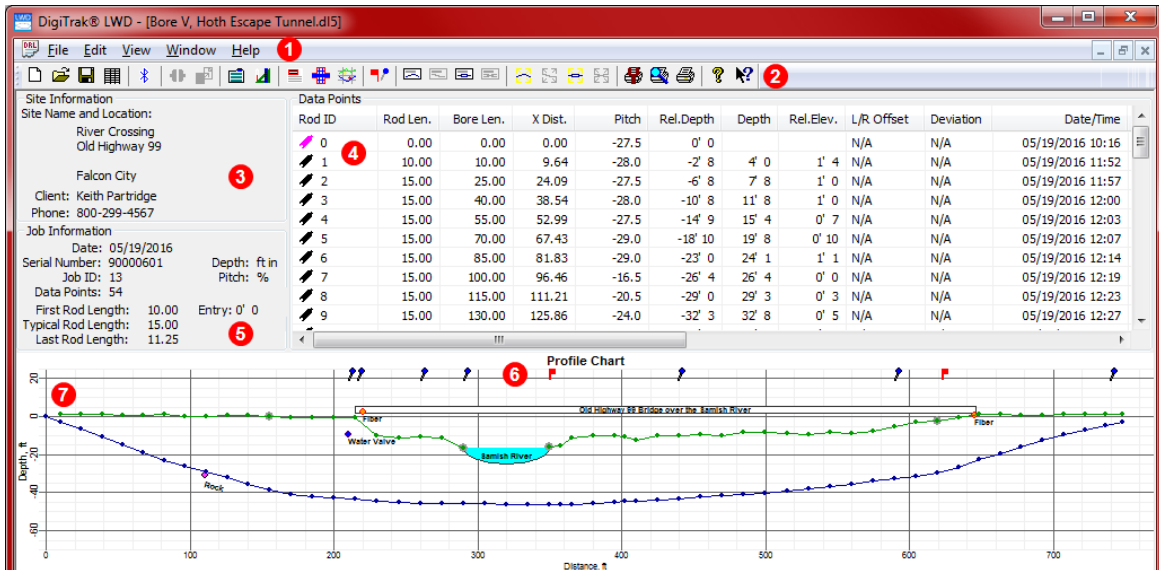 LWD DigiTrak® LWD - [Bore V, Hoth Escape Tunnel.dl5]
DRL File Edit View Window Help 1
2
Site Information
Site Name and Location:
River Crossing
Old Highway 99
Falcon City
3
Client: Keith Partridge
Phone: 800-299-4567
Job Information
Date: 05/19/2016
Serial Number: 90000601 Depth: ft in
Job ID: 13 Pitch: %
Data Points: 54
First Rod Length: 10.00 Entry: 0' 0
Typical Rod Length: 15.00
Last Rod Length: 11.25
5
Data Points
Rod ID Rod Len. Bore Len. X Dist. Pitch Rel.Depth Depth Rel.Elev. L/R Offset Deviation Date/Time
0 0.00 0.00 0.00 -27.5 0' 0 N/A N/A 05/19/2016 10:16
4
1 10.00 10.00 9.64 -28.0 -2' 8 4' 0 1' 4 N/A N/A 05/19/2016 11:52
2 15.00 25.00 24.09 -27.5 -6' 8 7' 8 1' 0 N/A N/A 05/19/2016 11:57
3 15.00 40.00 38.54 -28.0 -10' 8 11' 8 1' 0 N/A N/A 05/19/2016 12:00
4 15.00 55.00 52.99 -27.5 -14' 9 15' 4 0' 7 N/A N/A 05/19/2016 12:03
5 15.00 70.00 67.43 -29.0 -18' 10 19' 8 0' 10 N/A N/A 05/19/2016 12:07
6 15.00 85.00 81.83 -29.0 -23' 0 24' 1 1' 1 N/A N/A 05/19/2016 12:14
7 15.00 100.00 96.46 -16.5 -26' 4 26' 4 0' 0 N/A N/A 05/19/2016 12:19
8 15.00 115.00 111.21 -20.5 -29' 0 29' 3 0' 3 N/A N/A 05/19/2016 12:23
9 15.00 130.00 125.86 -24.0 -32' 3 32' 8 0' 5 N/A N/A 05/19/2016 12:27
Profile Chart
6
7
Depth, ft
20
0
-20
-40
-60
Old Highway 99 Bridge over the Samish River
Fiber
Fiber
Water Valve
Samish River
Rock
0 100 200 300 400 500 600 700
Distance, ft